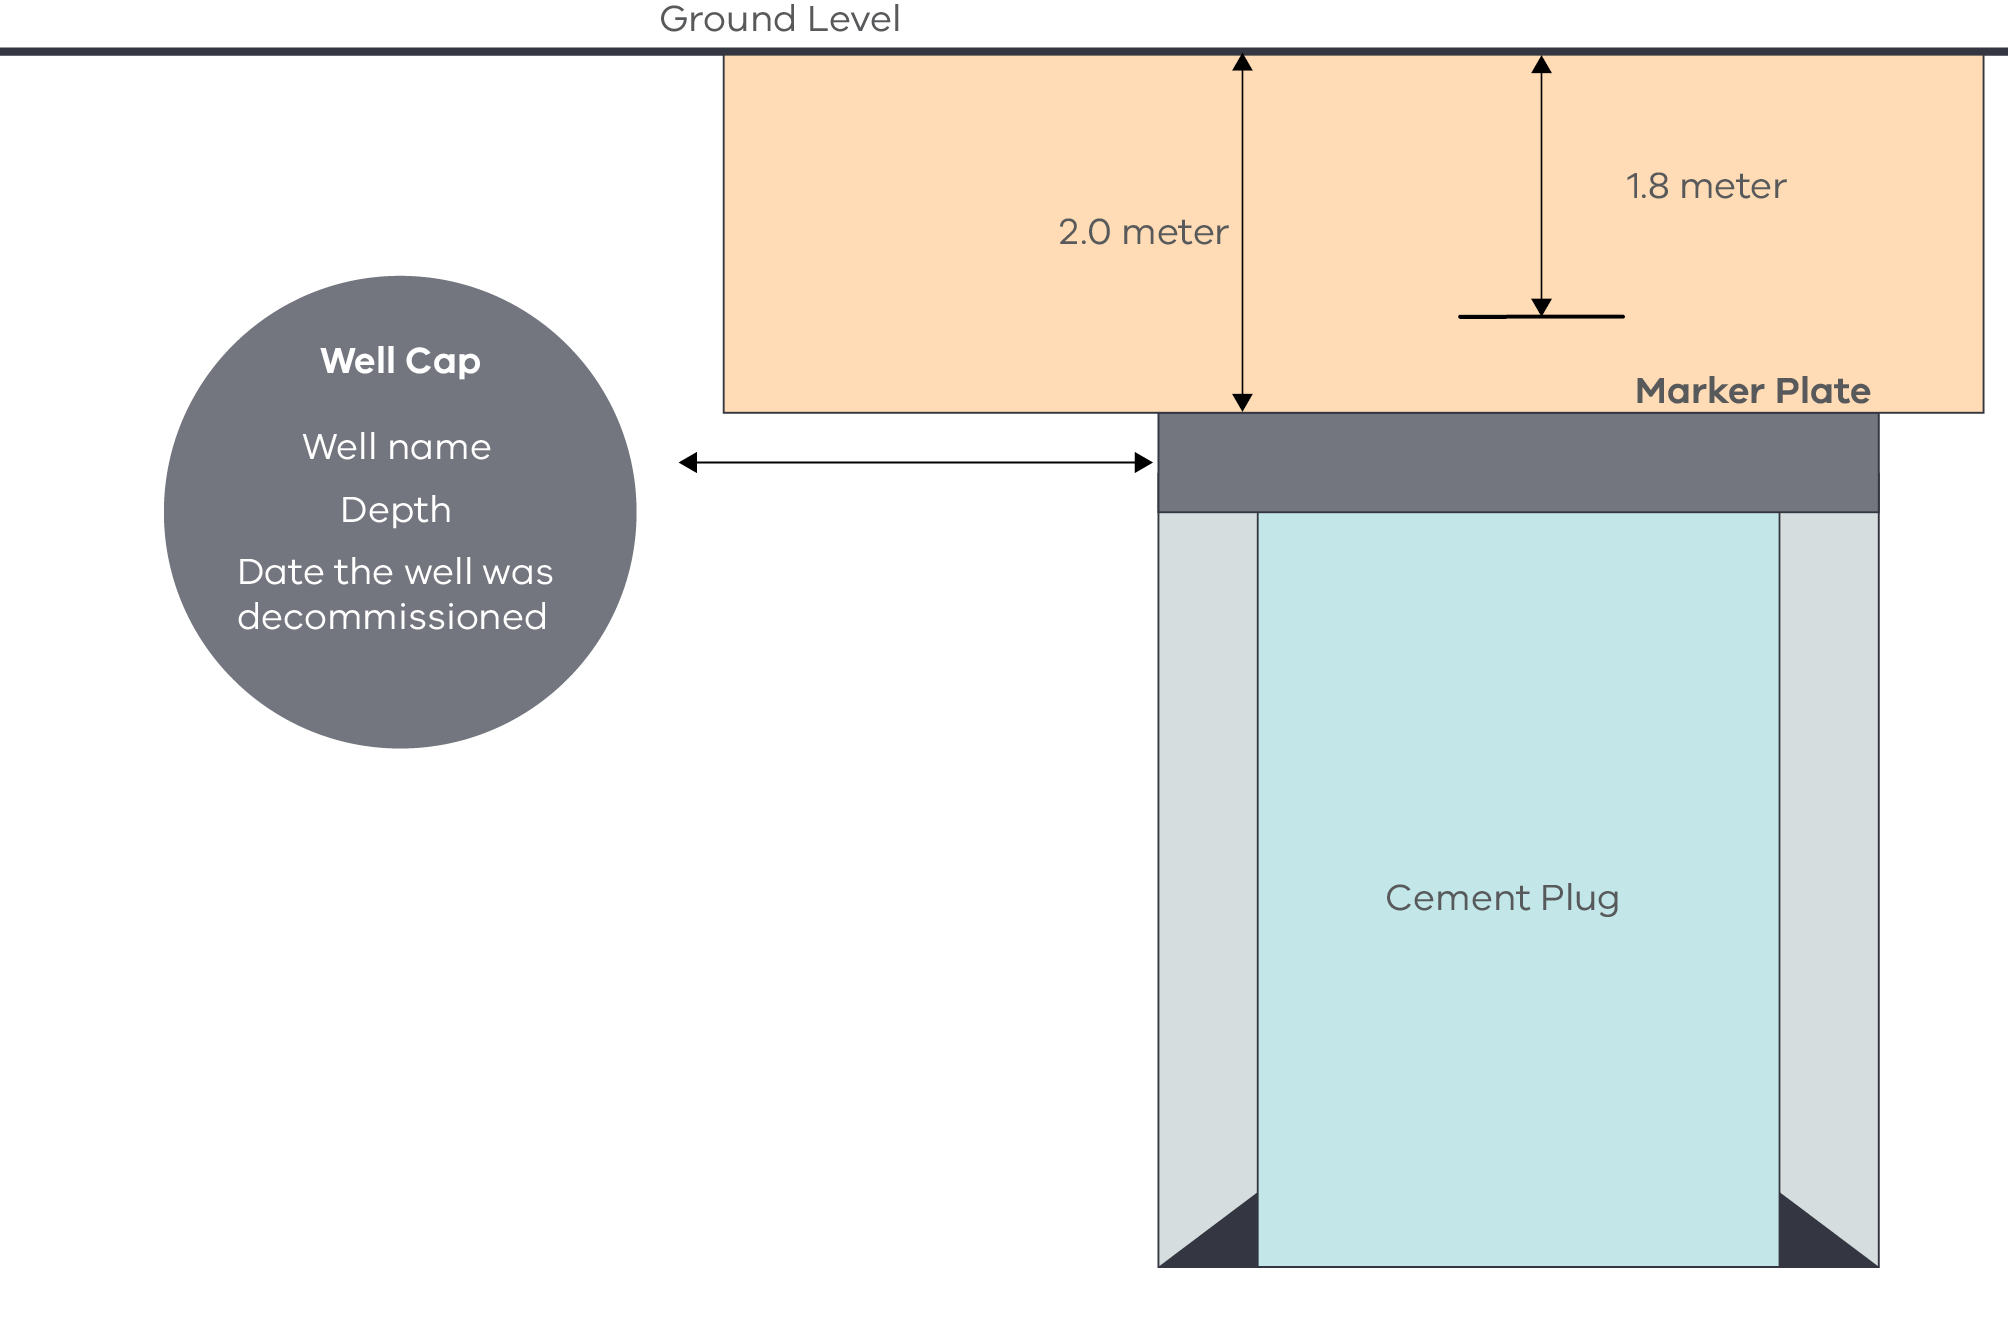 Ground Level
1.8 meter
2.0 meter
Well Cap
Marker Plate
Well name
Depth
Date the well was
decommissioned
Cement Plug